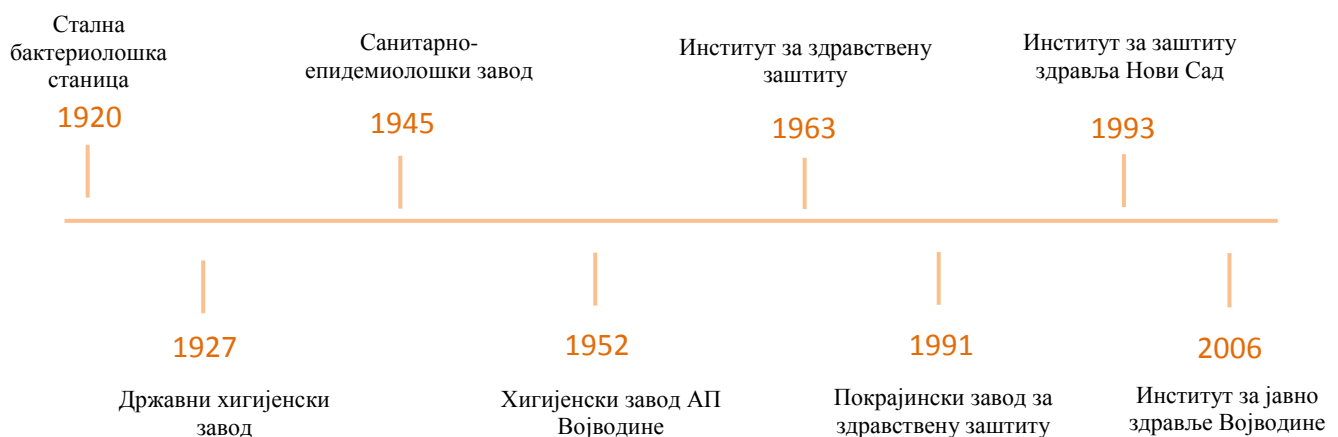 Стална
бактериолошка
станица
1920
Санитарно-
епидемиолошки завод
1945
Институт за здравствену
заштиту
1963
Институт за заштиту
здравља Нови Сад
1993
1927
Државни хигијенски
завод
1952
Хигијенски завод АП
Војводине
1991
Покрајински завод за
здравствену заштиту
2006
Институт за јавно
здравље Војводине